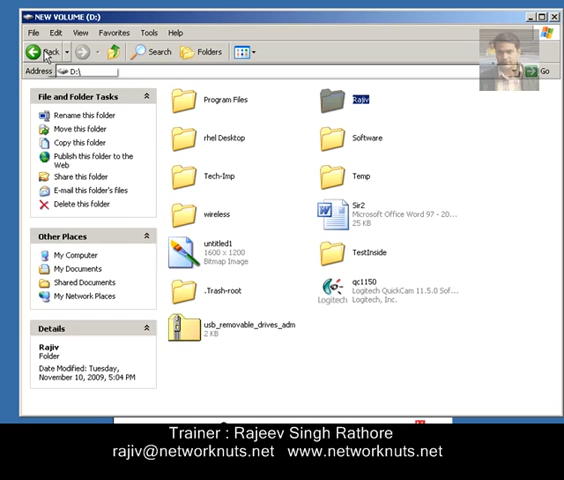 NEW VOLUME (D:)
File Edit View Favorites Tools Help
Back Search Folders
Address D:\ Go
File and Folder Tasks
Rename this folder
Move this folder
Copy this folder
Publish this folder to the
Web
Share this folder
E-mail this folder's files
Delete this folder
Other Places
My Computer
My Documents
Shared Documents
My Network Places
Details
Rajiv
Folder
Date Modified: Tuesday,
November 10, 2009, 5:04 PM
Program Files
Rajiv
rhel Desktop
Software
Tech-Imp
Temp
wireless
Sir2
Microsoft Office Word 97 - 20...
25 KB
untitled1
1600 x 1200
Bitmap Image
TestInside
.Trash-root
Logitech
qc1150
Logitech QuickCam 11.5.0 Sof...
Logitech, Inc.
usb_removable_drives_adm
2 KB
Trainer : Rajeev Singh Rathore
rajiv@networknuts.net www.networknuts.net